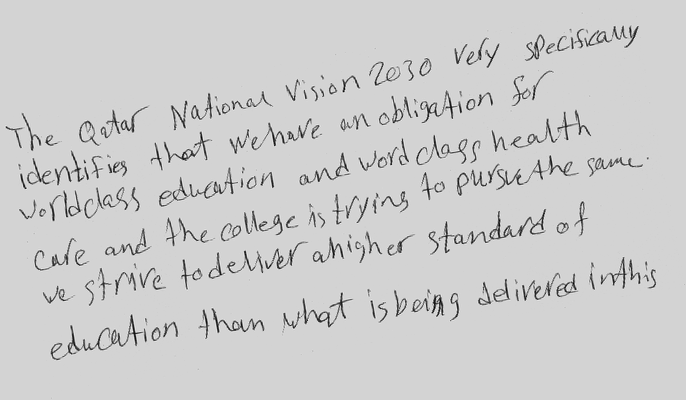 The Qatar National Vision 2030 very specifically
identifies that we have an obligation for
worldclass education and word class health
care and the college is trying to pursue the same.
we strive to deliver a higher standard of
education than what is being delivered in this